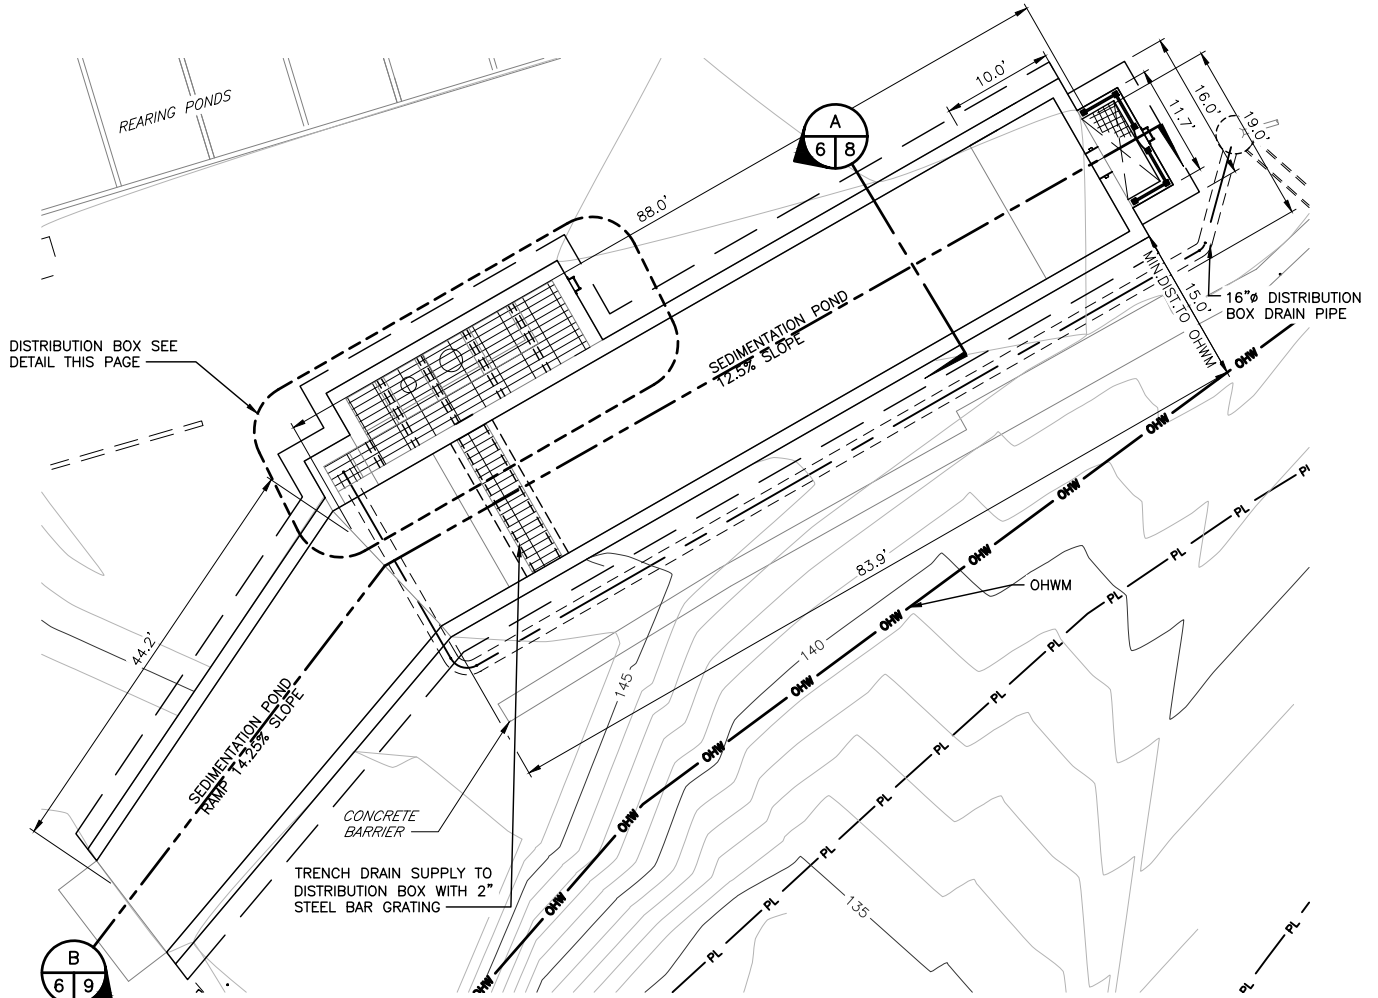 REARING PONDS
10.0'
A
6 8
11.7'
16.0'
19.0'
88.0'
MIN.DIST.TO OHWM
15.0'
16"ø DISTRIBUTION
BOX DRAIN PIPE
DISTRIBUTION BOX SEE
DETAIL THIS PAGE
SEDIMENTATION POND
12.5% SLOPE
OHW
OHW
OHW
OHW
OHW
OHW
OHW
OHW
OHW
OHW
PL
PL
PL
PL
PL
PL
PL
PL
PL
PL
PL
PL
83.9'
OHWM
140
145
135
44.2'
SEDIMENTATION POND
RAMP 14.25% SLOPE
CONCRETE
BARRIER
TRENCH DRAIN SUPPLY TO
DISTRIBUTION BOX WITH 2"
STEEL BAR GRATING
B
6 9